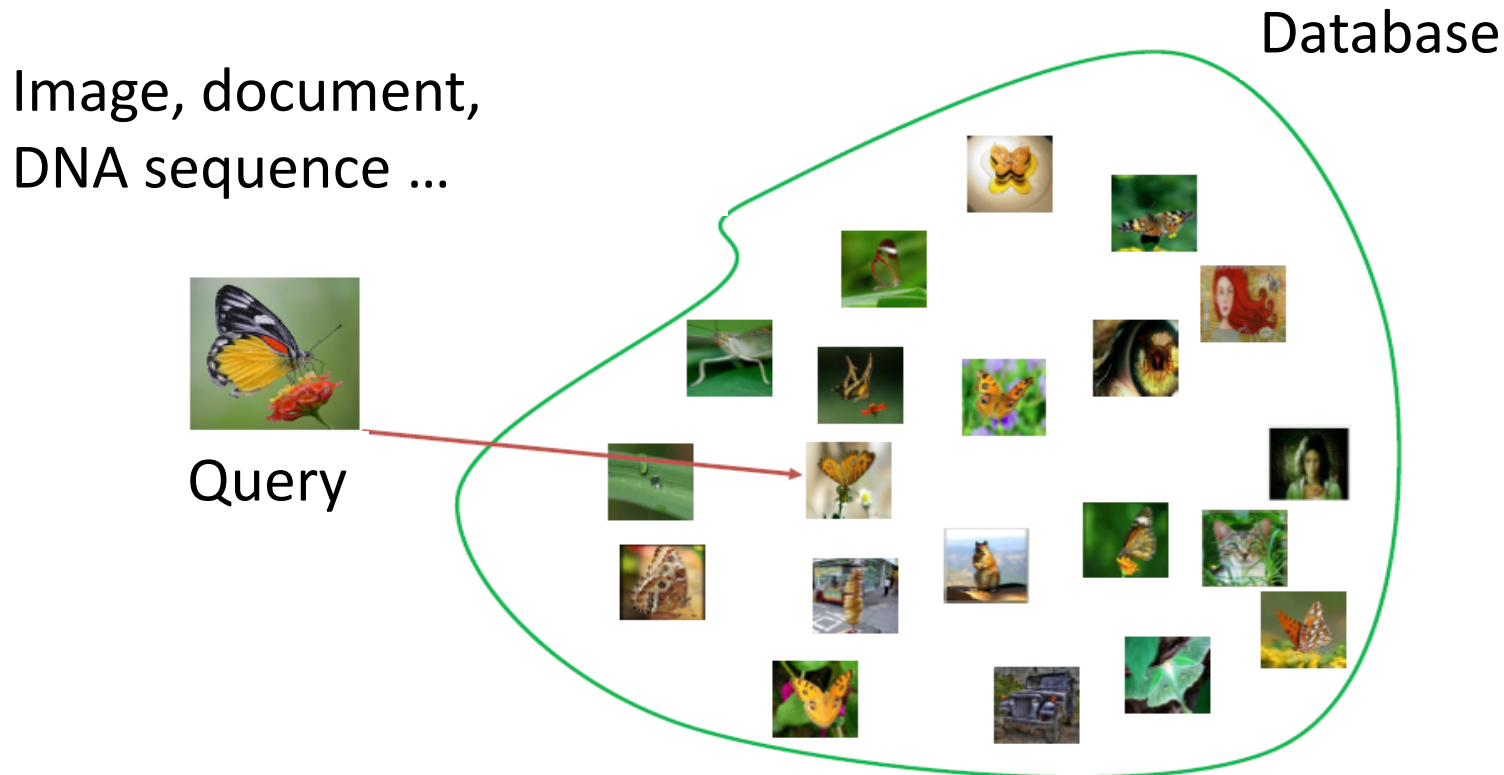 Database
Image, document,
DNA sequence ...
Query